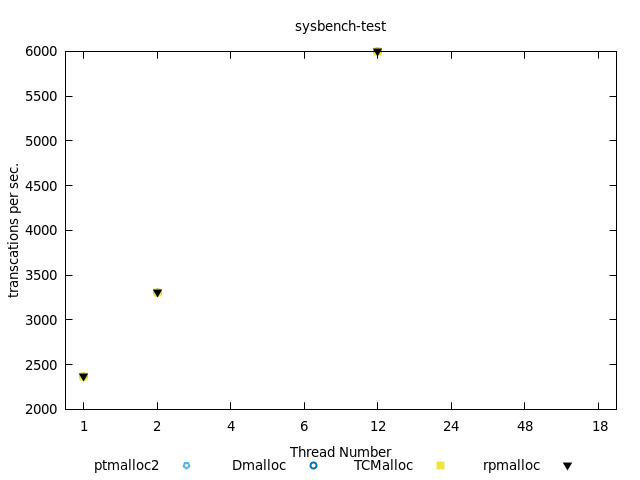 sysbench-test
6000
5500
5000
4500
4000
3500
3000
2500
2000
transcations per sec.
1 2 4 6 12 24 48 18
Thread Number
ptmalloc2 Dmalloc TCMalloc rpmalloc